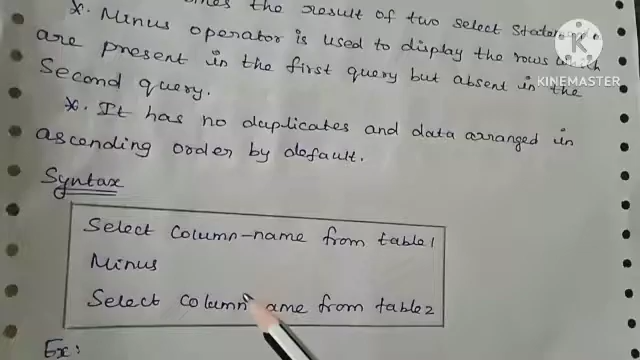 the result of two select Statements
*. Minus operator is used to display the rows which
are present in the first query but absent in the
Second query.
*. It has no duplicates and data arranged in
ascending order by default.
Syntax
Select Column-name from table1
Minus
Select Column ame from table2
Ex:
K
KINEMASTER